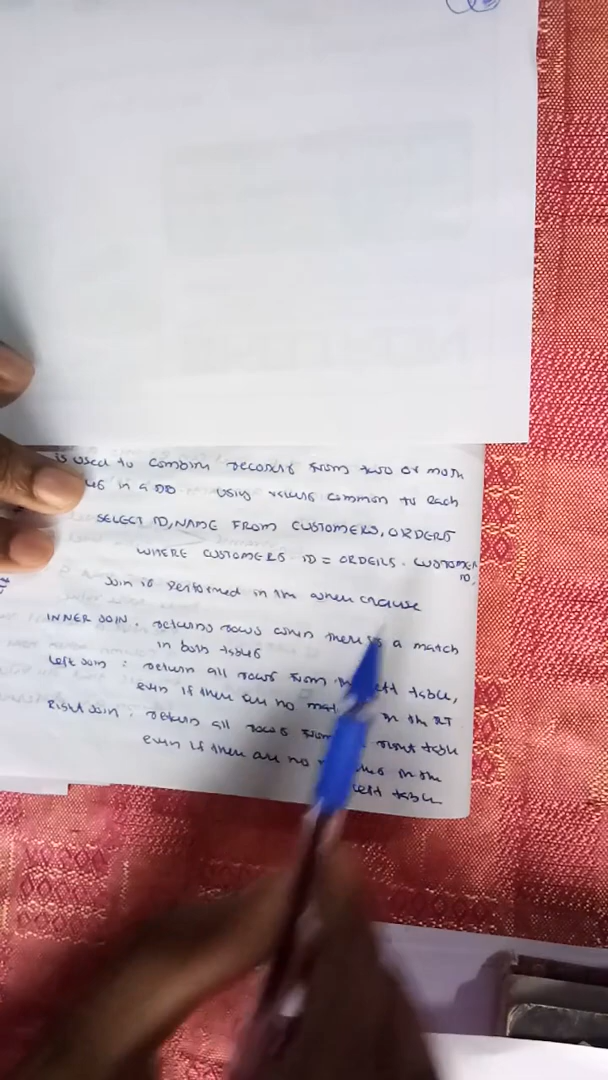 is used to combine records from two or more
in a DB using values common to each
SELECT ID, NAME FROM CUSTOMERS, ORDERS
WHERE CUSTOMERS ID = ORDERS. CUSTOMER
ID;
Join is performed in the where clause
INNER JOIN. returns rows when there is a match
in both tables
Left Join : return all rows from left table,
even if there are no in the RT
Right Join : return all rows from right table
even if there are no in the
left table